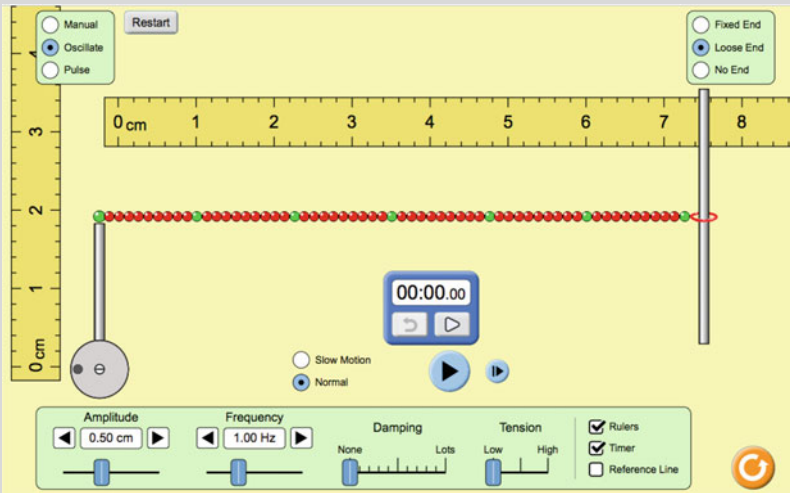 Manual
Restart
Oscillate
Pulse
Fixed End
Loose End
No End
0 cm 1 2 3 4 5 6 7 8
3
2
1
0 cm
00:00.00
Slow Motion
Normal
Amplitude
0.50 cm
Frequency
1.00 Hz
Damping
None Lots
Tension
Low High
Rulers
Timer
Reference Line